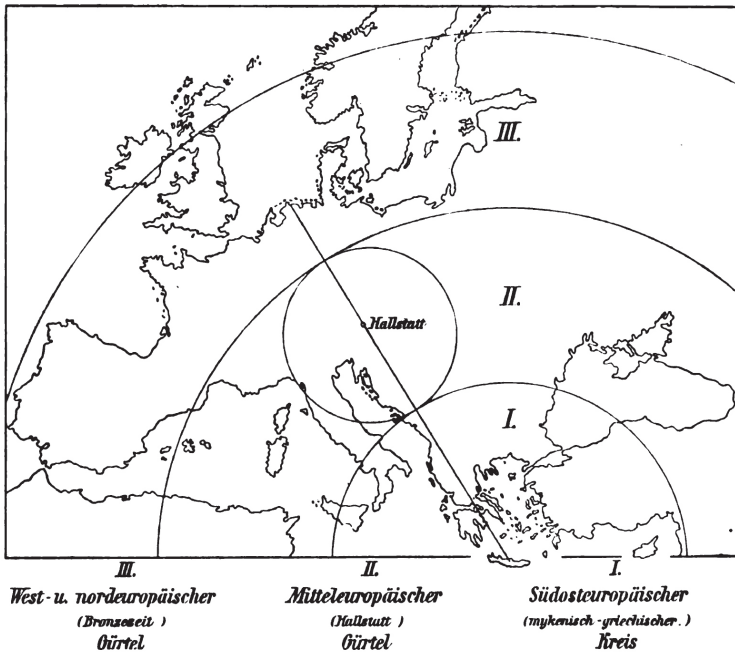 III.
II.
Hallstatt
I.
III.
West- u. nordeuropäischer
(Bronzezeit)
Gürtel
II.
Mitteleuropäischer
(Hallstatt)
Gürtel
I.
Südosteuropäischer
(mykenisch-griechischer.)
Kreis